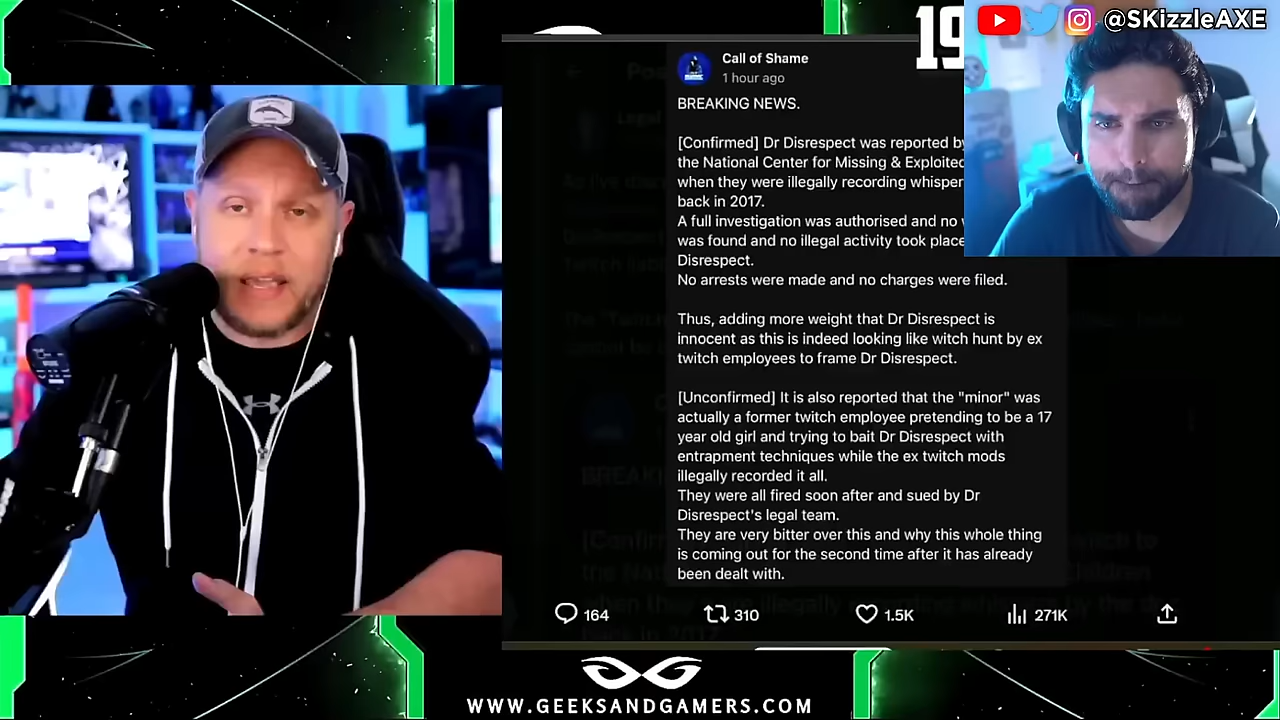 @SKizzleAXE
19
Call of Shame
1 hour ago
BREAKING NEWS.
[Confirmed] Dr Disrespect was reported by
the National Center for Missing & Exploited
when they were illegally recording whisper
back in 2017.
A full investigation was authorised and no
was found and no illegal activity took place
Disrespect.
No arrests were made and no charges were filed.
Thus, adding more weight that Dr Disrespect is
innocent as this is indeed looking like witch hunt by ex
twitch employees to frame Dr Disrespect.
[Unconfirmed] It is also reported that the "minor" was
actually a former twitch employee pretending to be a 17
year old girl and trying to bait Dr Disrespect with
entrapment techniques while the ex twitch mods
illegally recorded it all.
They were all fired soon after and sued by Dr
Disrespect's legal team.
They are very bitter over this and why this whole thing
is coming out for the second time after it has already
been dealt with.
164 310 1.5K 271K
WWW.GEEKSANDGAMERS.COM